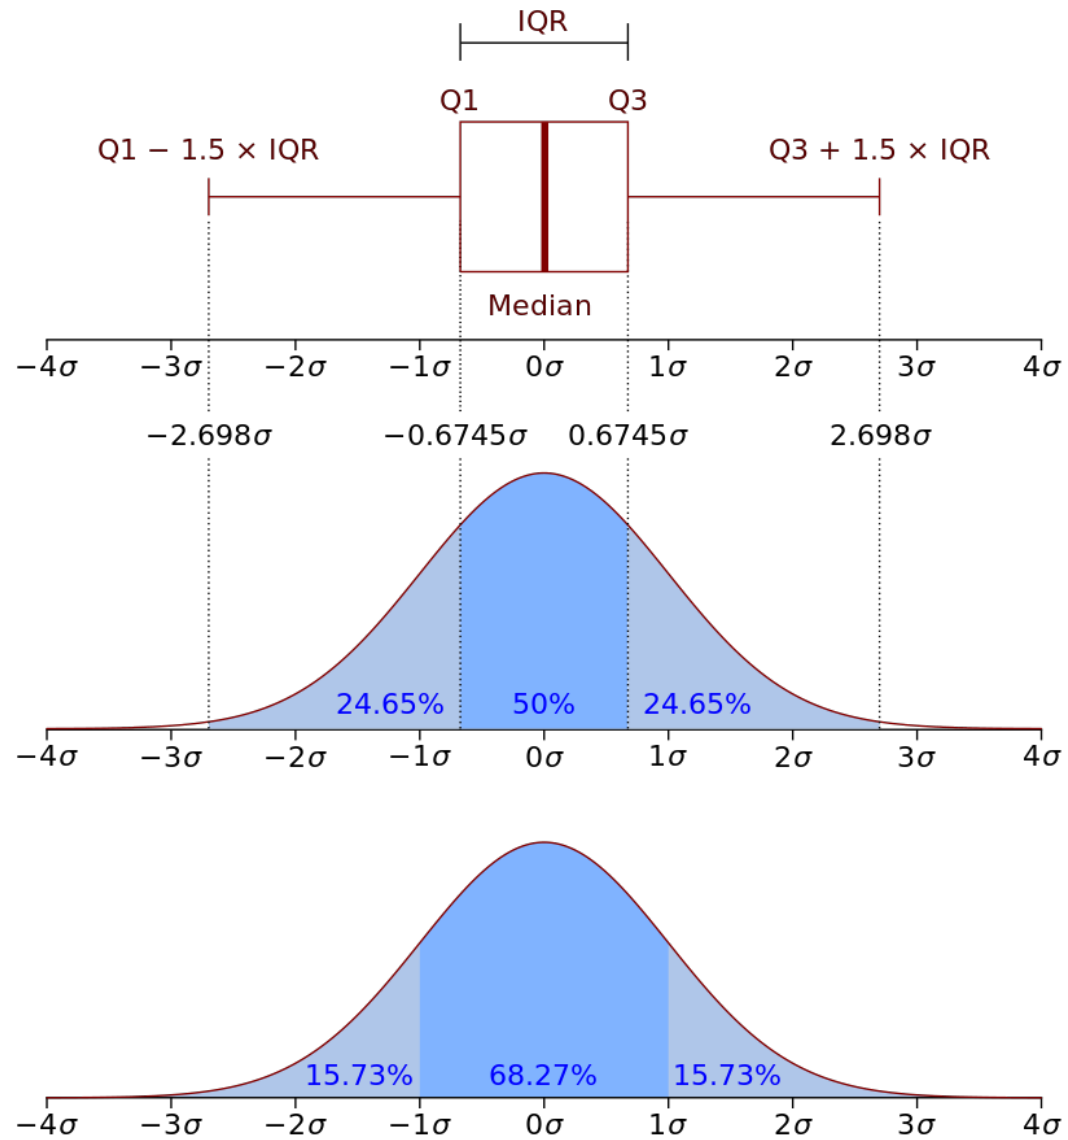 IQR
Q1 Q3
Q1 − 1.5 × IQR Q3 + 1.5 × IQR
Median
−4σ −3σ −2σ −1σ 0σ 1σ 2σ 3σ 4σ
−2.698σ −0.6745σ 0.6745σ 2.698σ
24.65% 50% 24.65%
−4σ −3σ −2σ −1σ 0σ 1σ 2σ 3σ 4σ
15.73% 68.27% 15.73%
−4σ −3σ −2σ −1σ 0σ 1σ 2σ 3σ 4σ